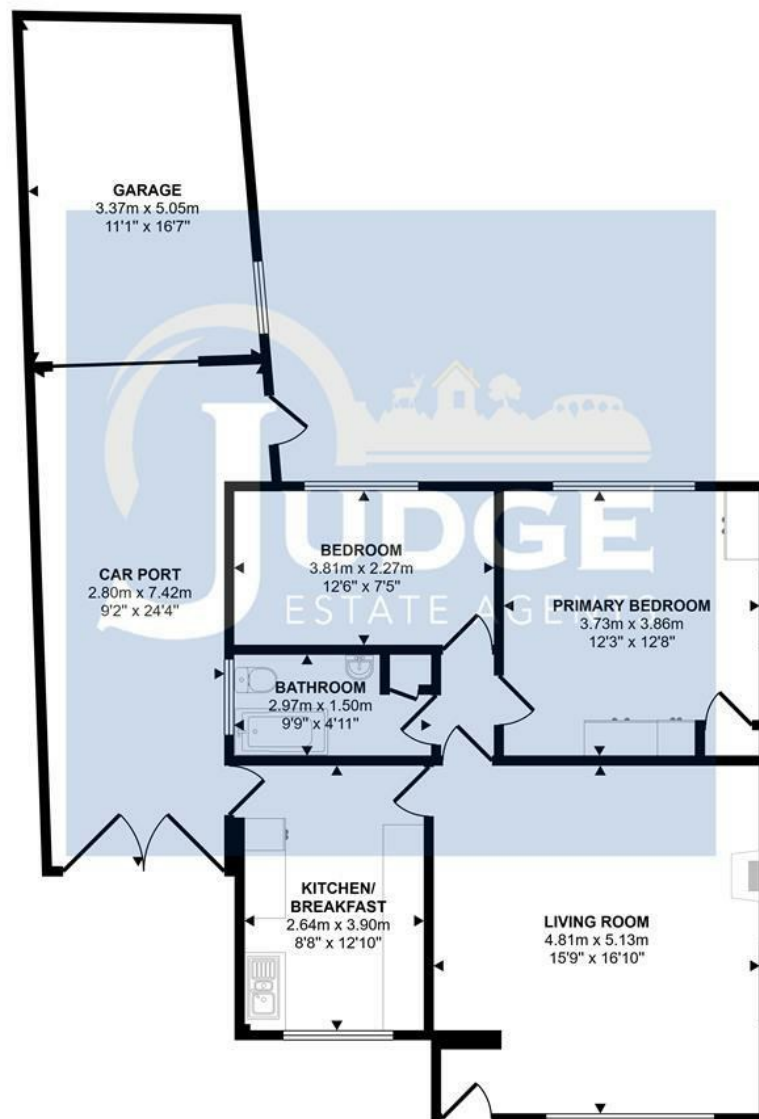 GARAGE
3.37m x 5.05m
11'1" x 16'7"
CAR PORT
2.80m x 7.42m
9'2" x 24'4"
BEDROOM
3.81m x 2.27m
12'6" x 7'5"
PRIMARY BEDROOM
3.73m x 3.86m
12'3" x 12'8"
BATHROOM
2.97m x 1.50m
9'9" x 4'11"
KITCHEN/
BREAKFAST
2.64m x 3.90m
8'8" x 12'10"
LIVING ROOM
4.81m x 5.13m
15'9" x 16'10"
JUDGE
ESTATE AGENTS